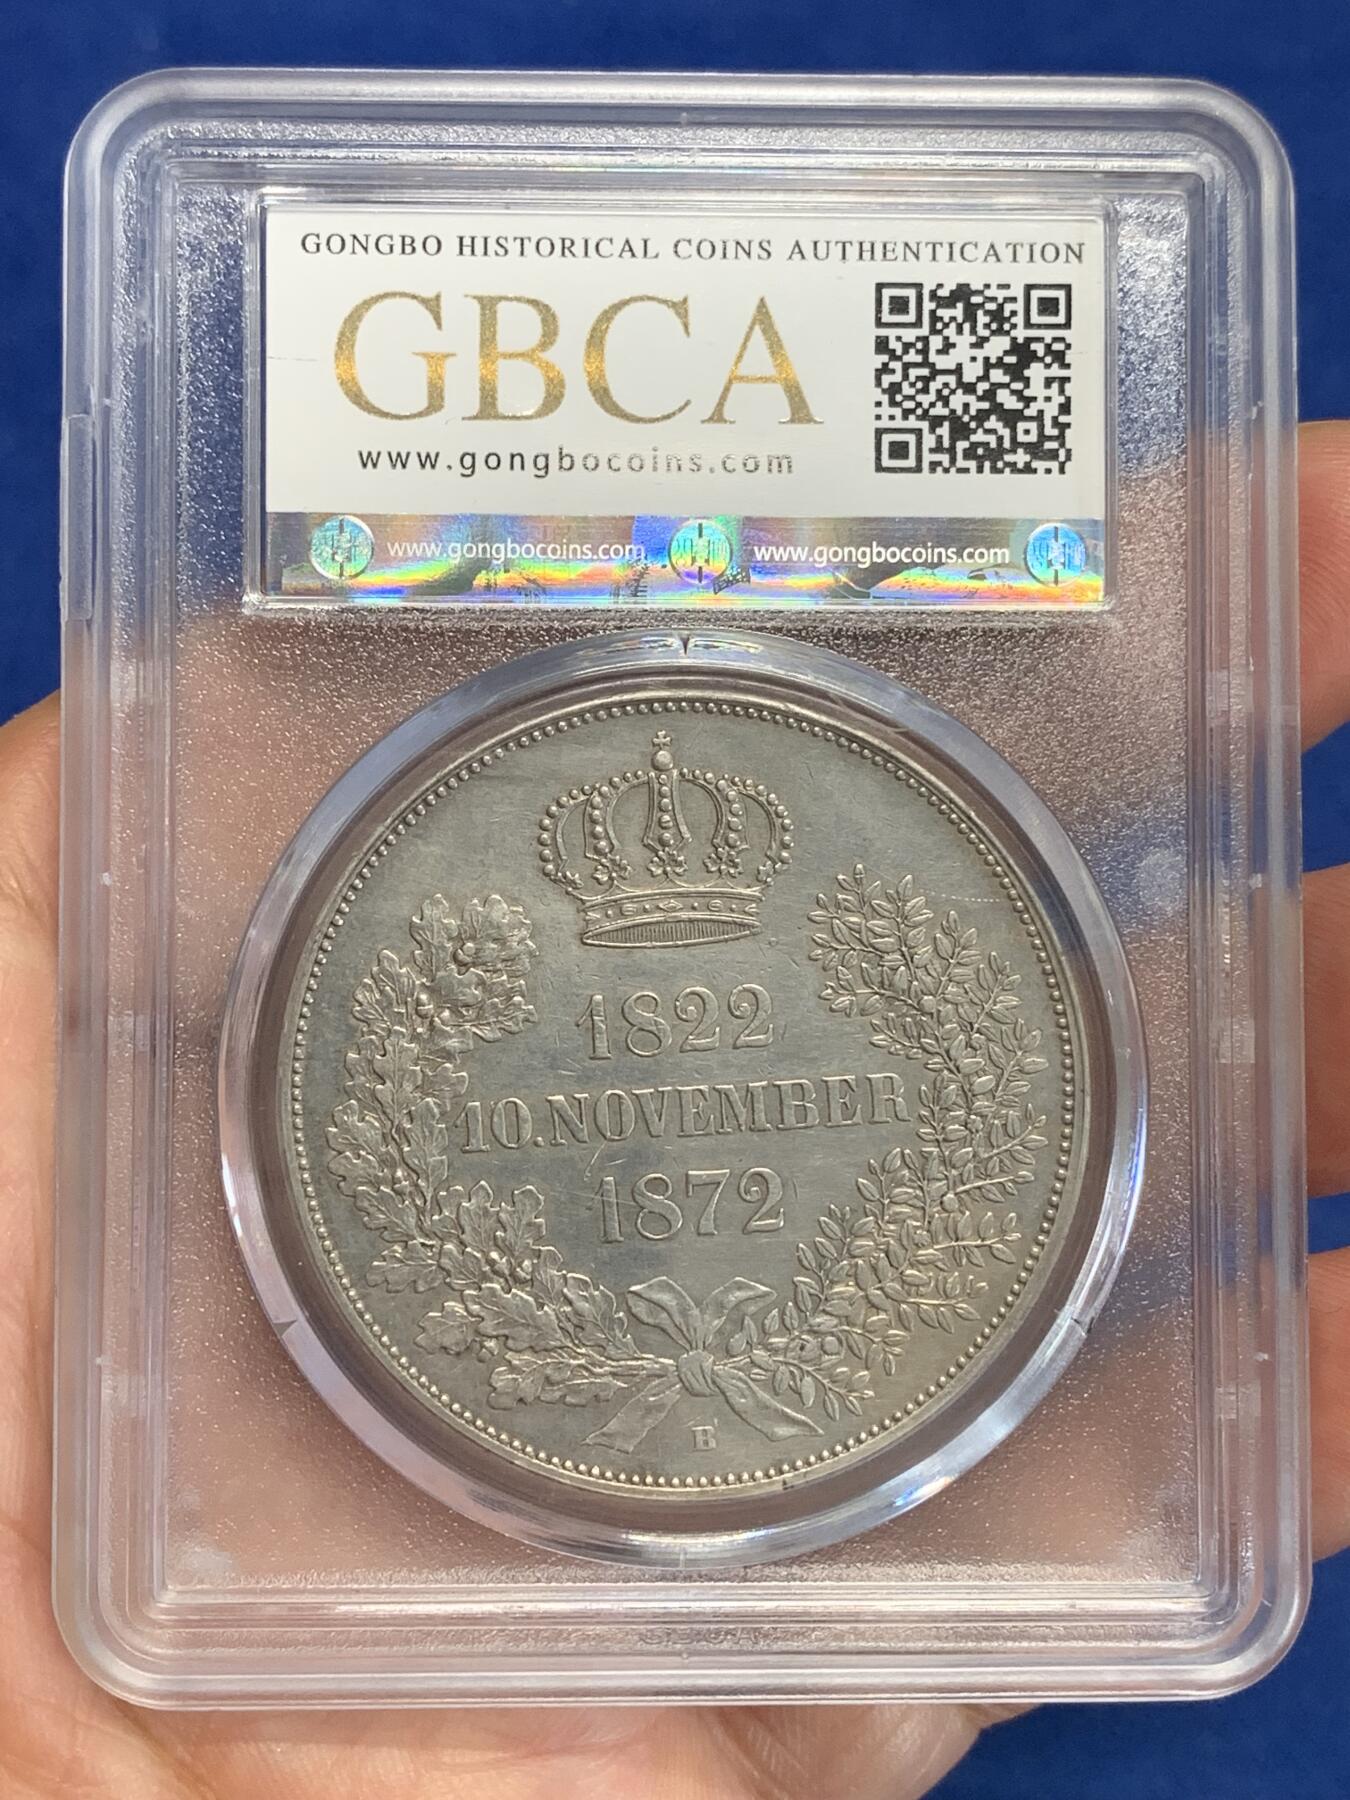 GONGBO HISTORICAL COINS AUTHENTICATION
GBCA
www.gongbocoins.com
www.gongbocoins.com www.gongbocoins.com
1822
10.NOVEMBER
1872
B